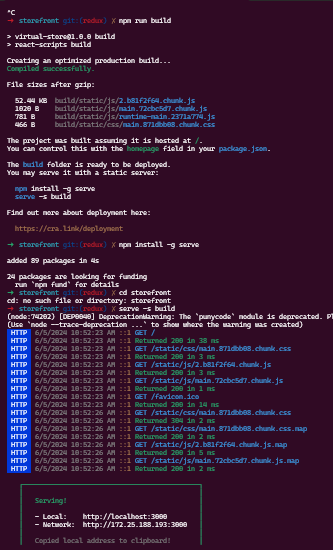 ^C
→ storefront git:(redux) ✗ npm run build
> virtual-store@1.0.0 build
> react-scripts build
Creating an optimized production build...
Compiled successfully.
File sizes after gzip:
52.44 KB build/static/js/2.b81f2f64.chunk.js
1020 B build/static/js/main.72cbc5d7.chunk.js
781 B build/static/js/runtime-main.2371a774.js
466 B build/static/css/main.871dbb08.chunk.css
The project was built assuming it is hosted at /.
You can control this with the homepage field in your package.json.
The build folder is ready to be deployed.
You may serve it with a static server:
npm install -g serve
serve -s build
Find out more about deployment here:
https://cra.link/deployment
→ storefront git:(redux) ✗ npm install -g serve
added 89 packages in 4s
24 packages are looking for funding
run `npm fund` for details
→ storefront git:(redux) ✗ cd storefront
cd: no such file or directory: storefront
→ storefront git:(redux) ✗ serve -s build
(node:74202) [DEP0040] DeprecationWarning: The `punycode` module is deprecated.
(Use `node --trace-deprecation ...` to show where the warning was created)
HTTP 6/5/2024 10:52:23 AM ::1 GET /
HTTP 6/5/2024 10:52:23 AM ::1 Returned 200 in 38 ms
HTTP 6/5/2024 10:52:23 AM ::1 GET /static/css/main.871dbb08.chunk.css
HTTP 6/5/2024 10:52:23 AM ::1 Returned 200 in 3 ms
HTTP 6/5/2024 10:52:23 AM ::1 GET /static/js/2.b81f2f64.chunk.js
HTTP 6/5/2024 10:52:23 AM ::1 Returned 200 in 3 ms
HTTP 6/5/2024 10:52:23 AM ::1 GET /static/js/main.72cbc5d7.chunk.js
HTTP 6/5/2024 10:52:23 AM ::1 Returned 200 in 1 ms
HTTP 6/5/2024 10:52:23 AM ::1 GET /favicon.ico
HTTP 6/5/2024 10:52:23 AM ::1 Returned 200 in 14 ms
HTTP 6/5/2024 10:52:26 AM ::1 GET /static/css/main.871dbb08.chunk.css
HTTP 6/5/2024 10:52:26 AM ::1 Returned 304 in 2 ms
HTTP 6/5/2024 10:52:26 AM ::1 GET /static/css/main.871dbb08.chunk.css.map
HTTP 6/5/2024 10:52:26 AM ::1 Returned 200 in 2 ms
HTTP 6/5/2024 10:52:26 AM ::1 GET /static/js/2.b81f2f64.chunk.js.map
HTTP 6/5/2024 10:52:26 AM ::1 Returned 200 in 5 ms
HTTP 6/5/2024 10:52:26 AM ::1 GET /static/js/main.72cbc5d7.chunk.js.map
HTTP 6/5/2024 10:52:26 AM ::1 Returned 200 in 2 ms
Serving!
- Local: http://localhost:3000
- Network: http://172.25.188.193:3000
Copied local address to clipboard!